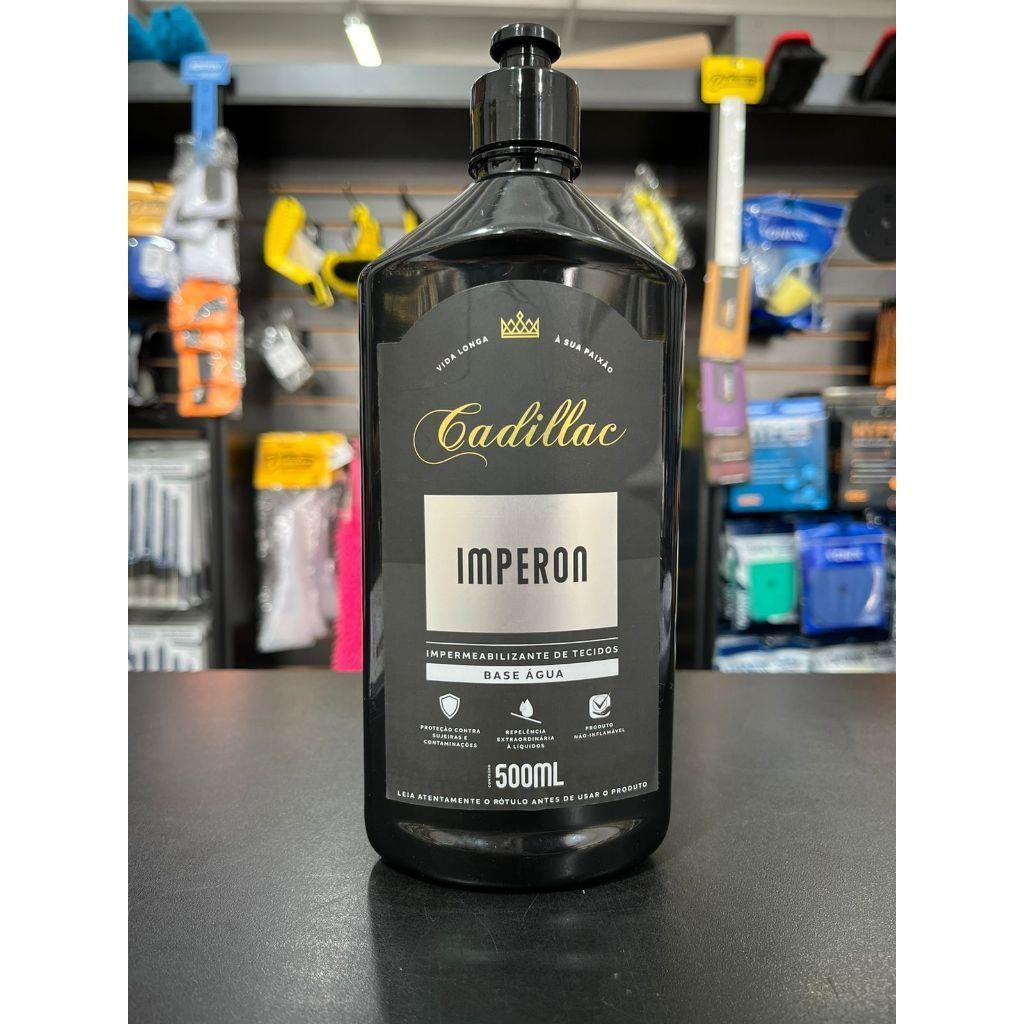 VIDA LONGA À SUA PAIXÃO
Cadillac
IMPERON
IMPERMEABILIZANTE DE TECIDOS
BASE ÁGUA
PROTEÇÃO CONTRA
SUJEIRAS E
CONTAMINAÇÕES
REPELÊNCIA
EXTRAORDINÁRIA
À LÍQUIDOS
PRODUTO
NÃO-INFLAMÁVEL
CONTEÚDO
500ML
LEIA ATENTAMENTE O RÓTULO ANTES DE USAR O PRODUTO